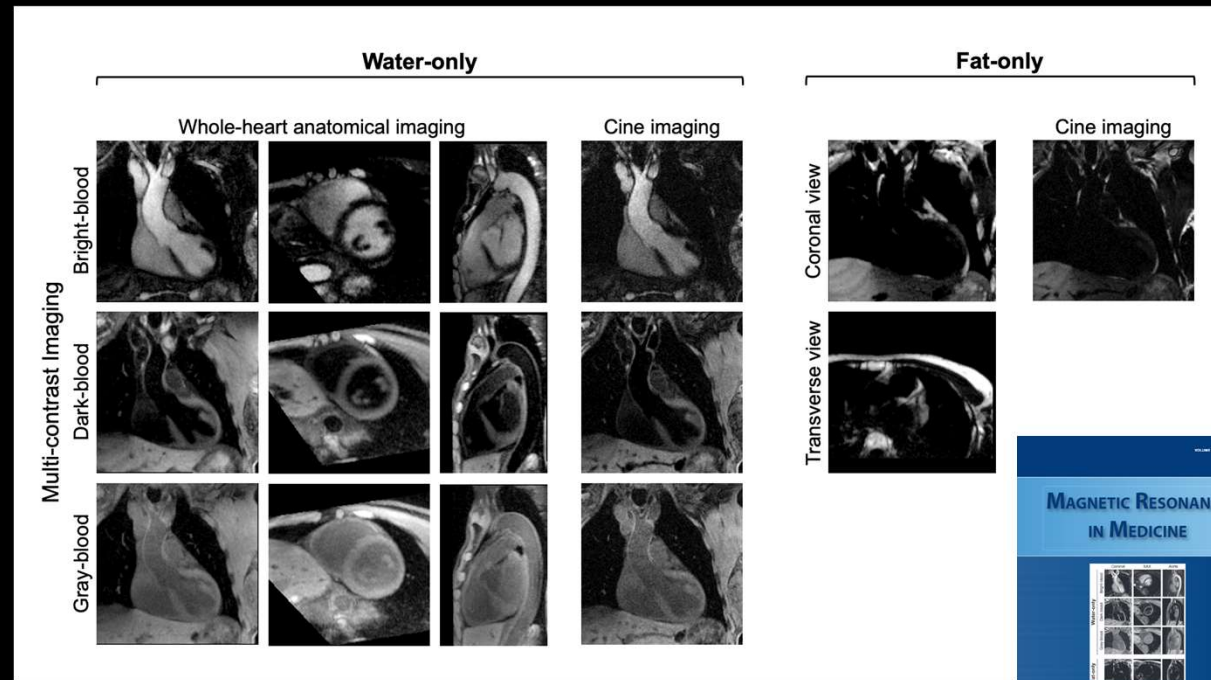 Water-only
Fat-only
Whole-heart anatomical imaging
Cine imaging
Cine imaging
Multi-contrast Imaging
Bright-blood
Dark-blood
Gray-blood
Coronal view
Transverse view
MAGNETIC RESONAN
IN MEDICINE